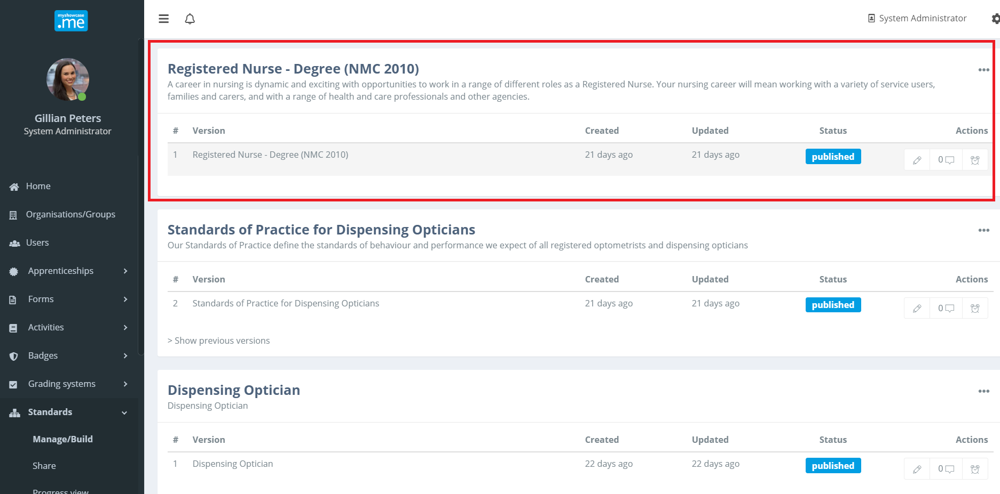 myshowcase
.me
System Administrator
Gillian Peters
System Administrator
Home
Organisations/Groups
Users
Apprenticeships
Forms
Activities
Badges
Grading systems
Standards
Manage/Build
Share
Progress view
Registered Nurse - Degree (NMC 2010)
A career in nursing is dynamic and exciting with opportunities to work in a range of different roles as a Registered Nurse. Your nursing career will mean working with a variety of service users,
families and carers, and with a range of health and care professionals and other agencies.
# Version Created Updated Status Actions
1 Registered Nurse - Degree (NMC 2010) 21 days ago 21 days ago published 0
Standards of Practice for Dispensing Opticians
Our Standards of Practice define the standards of behaviour and performance we expect of all registered optometrists and dispensing opticians
# Version Created Updated Status Actions
2 Standards of Practice for Dispensing Opticians 21 days ago 21 days ago published 0
> Show previous versions
Dispensing Optician
Dispensing Optician
# Version Created Updated Status Actions
1 Dispensing Optician 22 days ago 22 days ago published 0